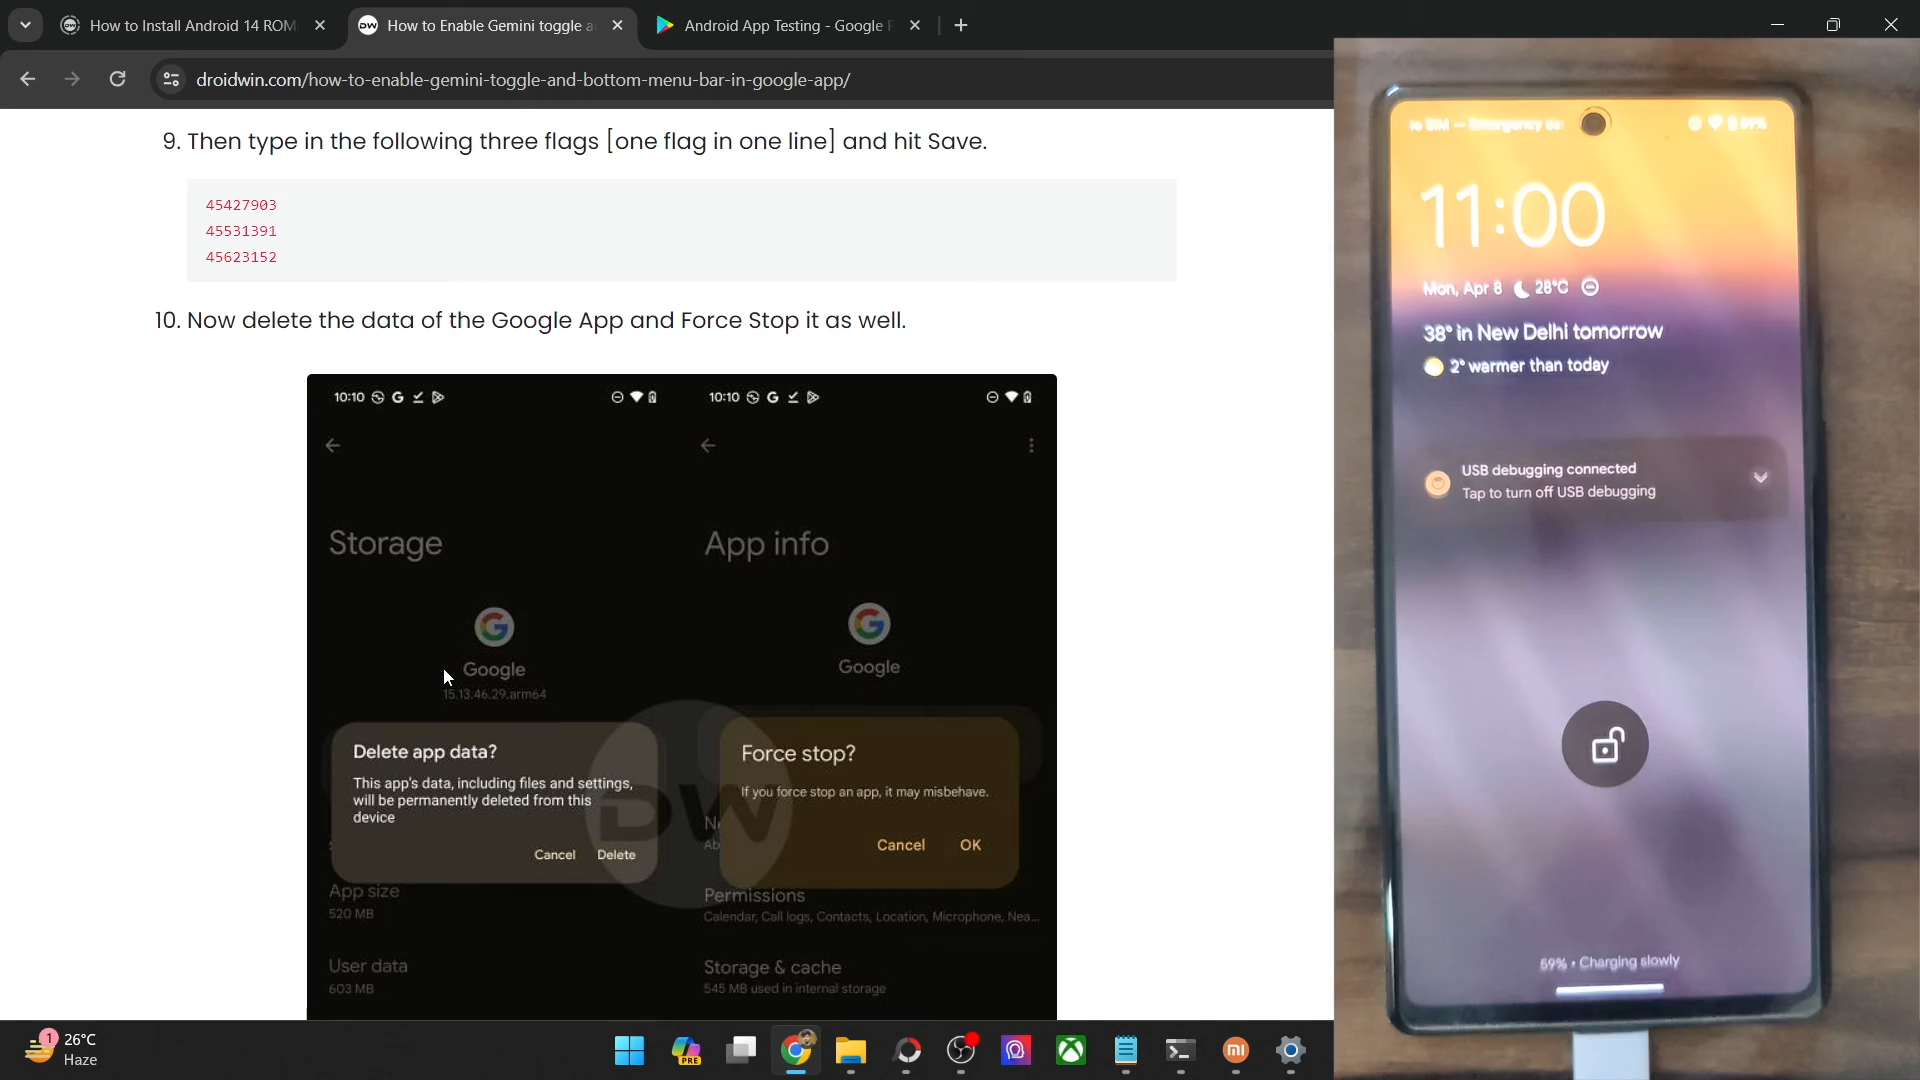 How to Install Android 14 ROM
How to Enable Gemini toggle a
Android App Testing - Google P
droidwin.com/how-to-enable-gemini-toggle-and-bottom-menu-bar-in-google-app/
9. Then type in the following three flags [one flag in one line] and hit Save.
45427903
45531391
45623152
10. Now delete the data of the Google App and Force Stop it as well.
10:10
10:10
Storage
App info
Google
15.13.46.29.arm64
Google
Delete app data?
This app's data, including files and settings,
will be permanently deleted from this
device
Cancel Delete
Force stop?
If you force stop an app, it may misbehave.
Cancel OK
App size
520 MB
User data
603 MB
Permissions
Calendar, Call logs, Contacts, Location, Microphone, Nea...
Storage & cache
545 MB used in internal storage
DW
11:00
Mon, Apr 8 28°C
38° in New Delhi tomorrow
2° warmer than today
USB debugging connected
Tap to turn off USB debugging
59% • Charging slowly
1
26°C
Haze
PRE
mi